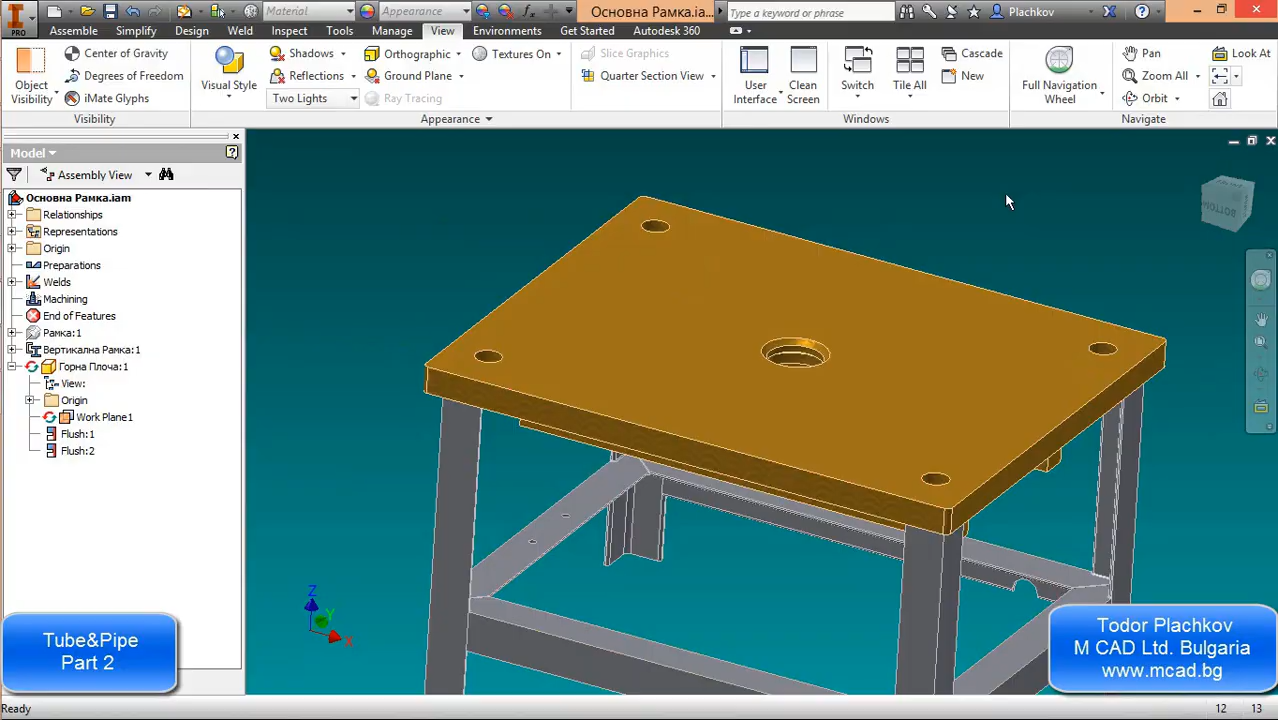 PRO
Material
Appearance
Основна Рамка.ia...
Type a keyword or phrase
Plachkov
Assemble
Simplify
Design
Weld
Inspect
Tools
Manage
View
Environments
Get Started
Autodesk 360
Object
Visibility
Center of Gravity
Degrees of Freedom
iMate Glyphs
Visual Style
Shadows
Reflections
Two Lights
Orthographic
Ground Plane
Ray Tracing
Textures On
Slice Graphics
Quarter Section View
User
Interface
Clean
Screen
Switch
Tile All
Cascade
New
Full Navigation
Wheel
Pan
Zoom All
Orbit
Look At
Visibility
Appearance
Windows
Navigate
Model
Assembly View
Основна Рамка.iam
Relationships
Representations
Origin
Preparations
Welds
Machining
End of Features
Рамка:1
Вертикална Рамка:1
Горна Плоча:1
View:
Origin
Work Plane1
Flush:1
Flush:2
BOTTOM
Z
Y
X
Tube&Pipe
Part 2
Todor Plachkov
M CAD Ltd. Bulgaria
www.mcad.bg
Ready
12
13